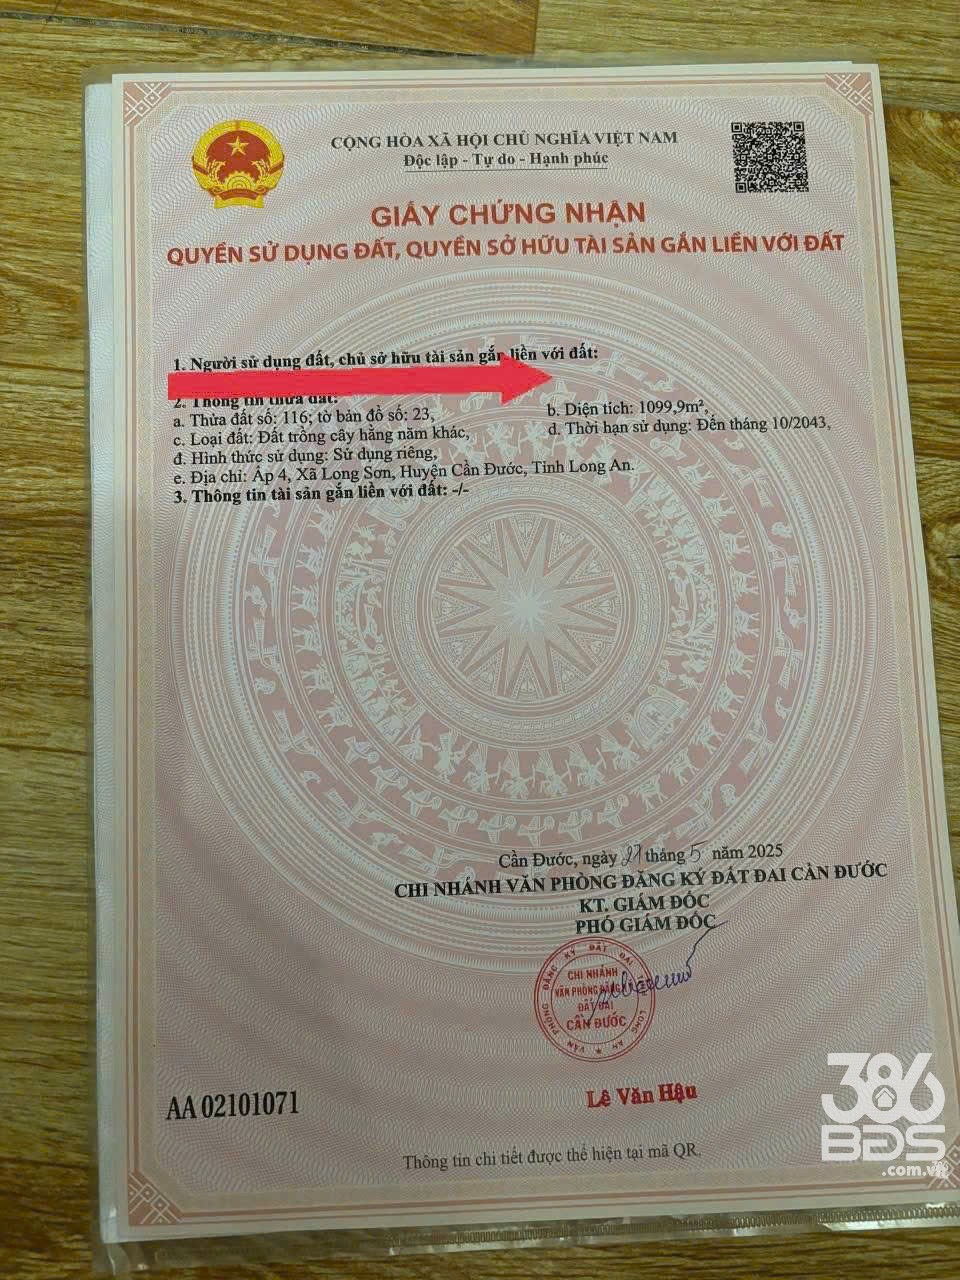 CỘNG HÒA XÃ HỘI CHỦ NGHĨA VIỆT NAM
Độc lập - Tự do - Hạnh phúc
GIẤY CHỨNG NHẬN
QUYỀN SỬ DỤNG ĐẤT, QUYỀN SỞ HỮU TÀI SẢN GẮN LIỀN VỚI ĐẤT
1. Người sử dụng đất, chủ sở hữu tài sản gắn liền với đất:
2. Thông tin thửa đất:
a. Thửa đất số: 116; tờ bản đồ số: 23,
b. Diện tích: 1099,9m²,
c. Loại đất: Đất trồng cây hằng năm khác,
d. Thời hạn sử dụng: Đến tháng 10/2043,
đ. Hình thức sử dụng: Sử dụng riêng,
e. Địa chỉ: Ấp 4, Xã Long Sơn, Huyện Cần Đước, Tỉnh Long An.
3. Thông tin tài sản gắn liền với đất: -/-
Cần Đước, ngày 27 tháng 5 năm 2025
CHI NHÁNH VĂN PHÒNG ĐĂNG KÝ ĐẤT ĐAI CẦN ĐƯỚC
KT. GIÁM ĐỐC
PHÓ GIÁM ĐỐC
CHI NHÁNH
VĂN PHÒNG ĐĂNG KÝ
ĐẤT ĐAI
CẦN ĐƯỚC
Lê Văn Hậu
AA 02101071
Thông tin chi tiết được thể hiện tại mã QR.
386
BDS
.com.vn